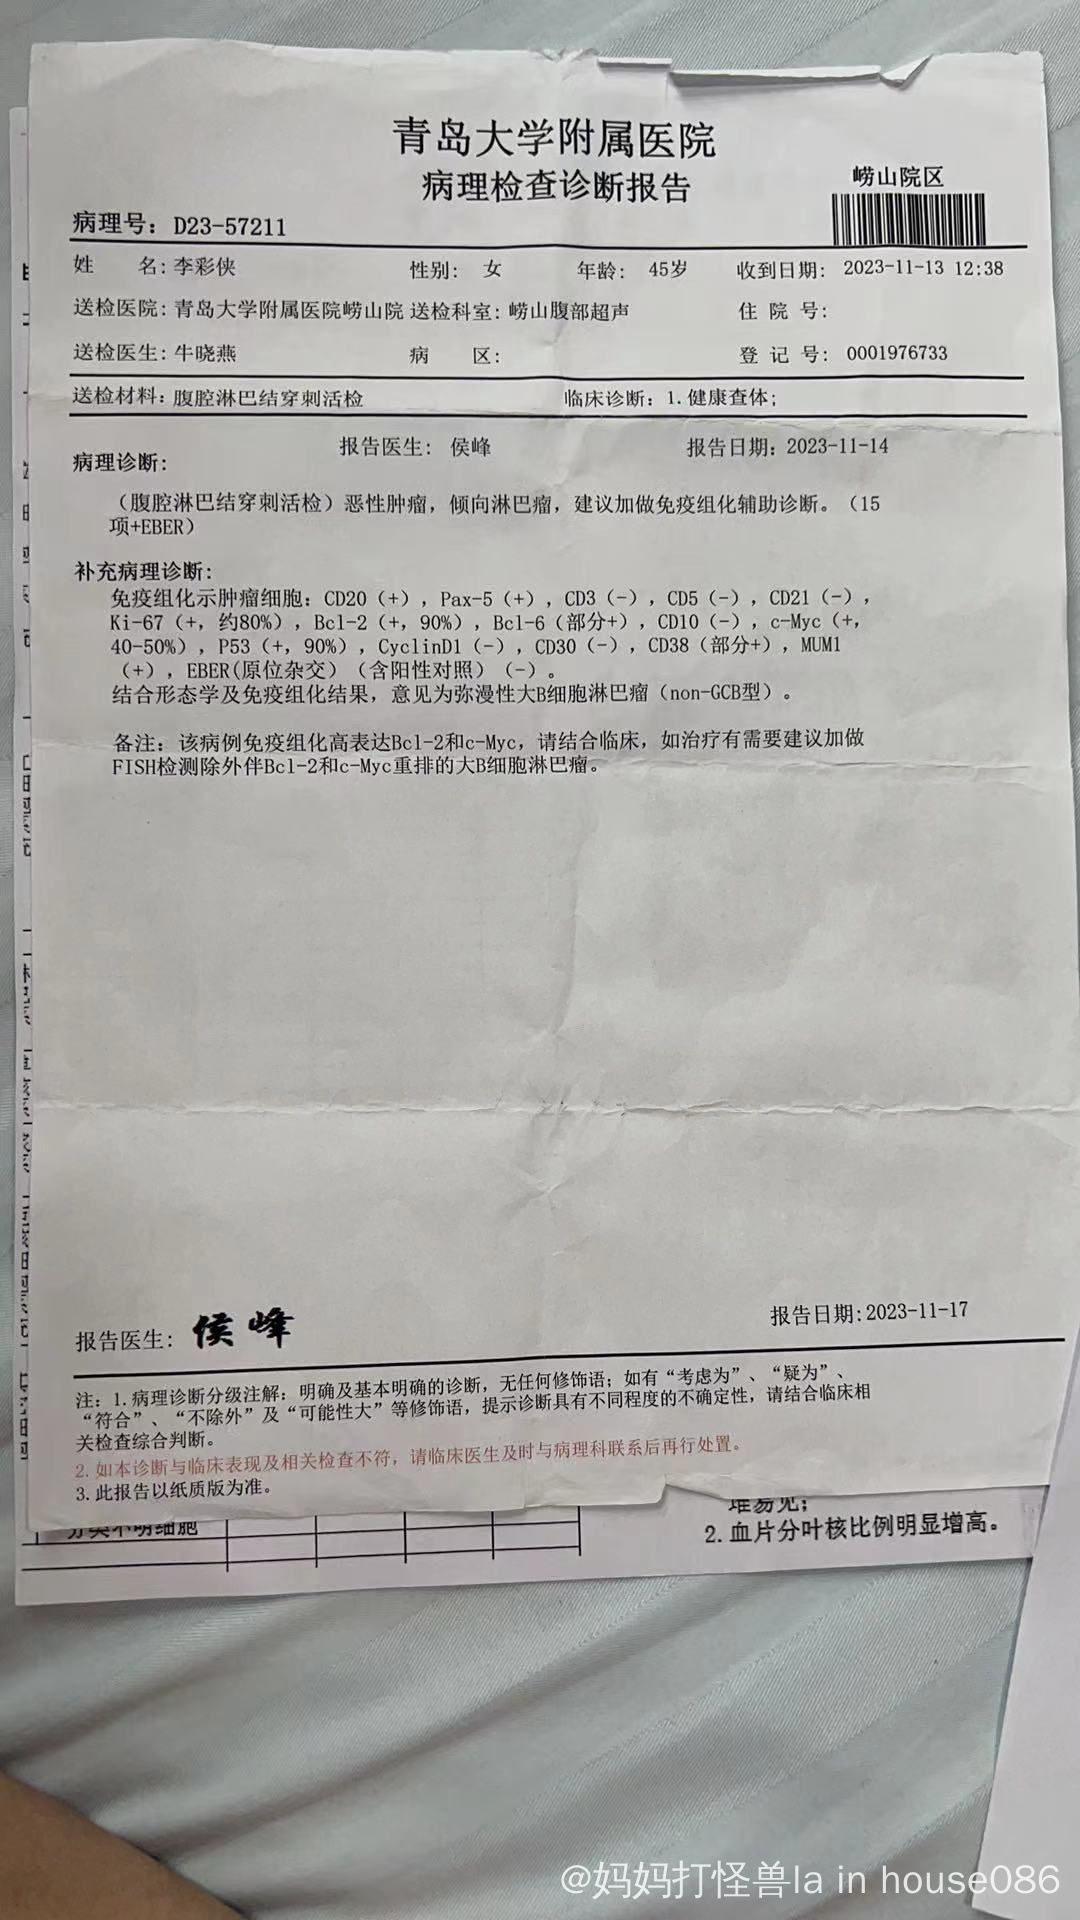 青岛大学附属医院
病理检查诊断报告
崂山院区
病理号：D23-57211
姓 名:李彩侠 性别: 女 年龄: 45岁 收到日期: 2023-11-13 12:38
送检医院:青岛大学附属医院崂山院 送检科室:崂山腹部超声 住 院 号:
送检医生:牛晓燕 病 区: 登 记 号: 0001976733
送检材料:腹腔淋巴结穿刺活检 临床诊断: 1.健康查体;
报告医生: 侯峰 报告日期: 2023-11-14
病理诊断:
（腹腔淋巴结穿刺活检）恶性肿瘤，倾向淋巴瘤，建议加做免疫组化辅助诊断。（15
项+EBER）
补充病理诊断:
免疫组化示肿瘤细胞：CD20（+），Pax-5（+），CD3（-），CD5（-），CD21（-），
Ki-67（+，约80%），Bcl-2（+，90%），Bcl-6（部分+），CD10（-），c-Myc（+，
40-50%），P53（+，90%），CyclinD1（-），CD30（-），CD38（部分+），MUM1
（+），EBER(原位杂交）（含阳性对照）（-）。
结合形态学及免疫组化结果，意见为弥漫性大B细胞淋巴瘤（non-GCB型）。
备注：该病例免疫组化高表达Bcl-2和c-Myc，请结合临床，如治疗有需要建议加做
FISH检测除外伴Bcl-2和c-Myc重排的大B细胞淋巴瘤。
报告医生: 侯峰 报告日期:2023-11-17
注：1.病理诊断分级注解：明确及基本明确的诊断，无任何修饰语；如有“考虑为”、“疑为”、
“符合”、“不除外”及“可能性大”等修饰语，提示诊断具有不同程度的不确定性，请结合临床相
关检查综合判断。
2.如本诊断与临床表现及相关检查不符，请临床医生及时与病理科联系后再行处置。
3.此报告以纸质版为准。
分类不明细胞
堆易见；
2.血片分叶核比例明显增高。
@妈妈打怪兽la in house086